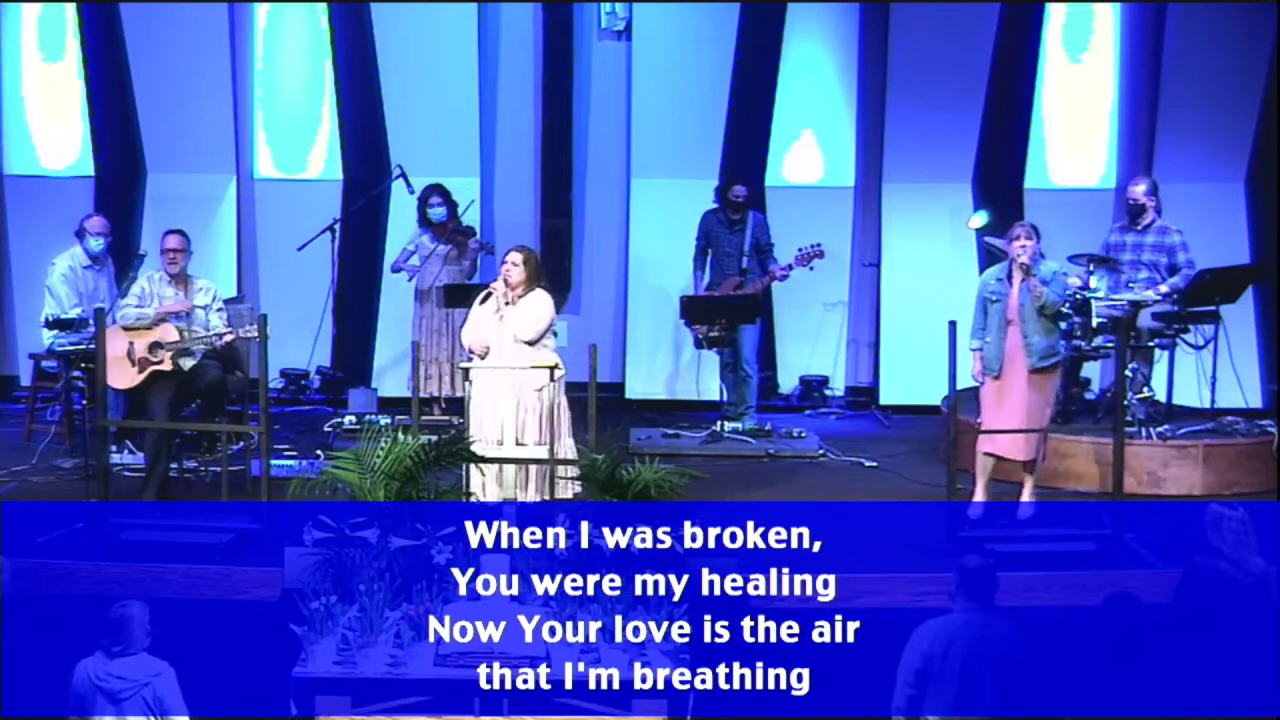 When I was broken,
You were my healing
Now Your love is the air
that I'm breathing